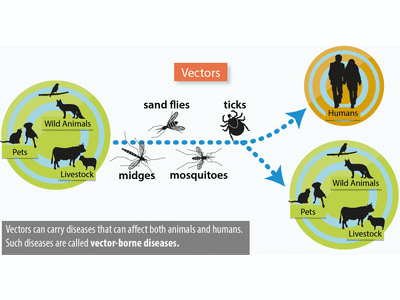 Vectors
sand flies
ticks
Humans
Wild Animals
Pets
Livestock
midges
mosquitoes
Wild Animals
Pets
Livestock
Vectors can carry diseases that can affect both animals and humans.
Such diseases are called vector-borne diseases.